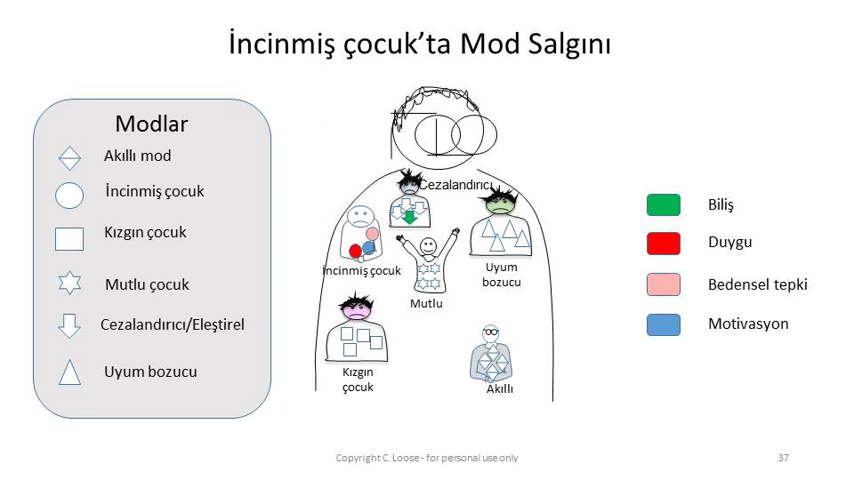 İncinmiş çocuk’ta Mod Salgını
Modlar
Akıllı mod
İncinmiş çocuk
Kızgın çocuk
Mutlu çocuk
Cezalandırıcı/Eleştirel
Uyum bozucu
Cezalandırıcı
İncinmiş çocuk
Mutlu
Uyum
bozucu
Kızgın
çocuk
Akıllı
Biliş
Duygu
Bedensel tepki
Motivasyon
Copyright C. Loose - for personal use only
37